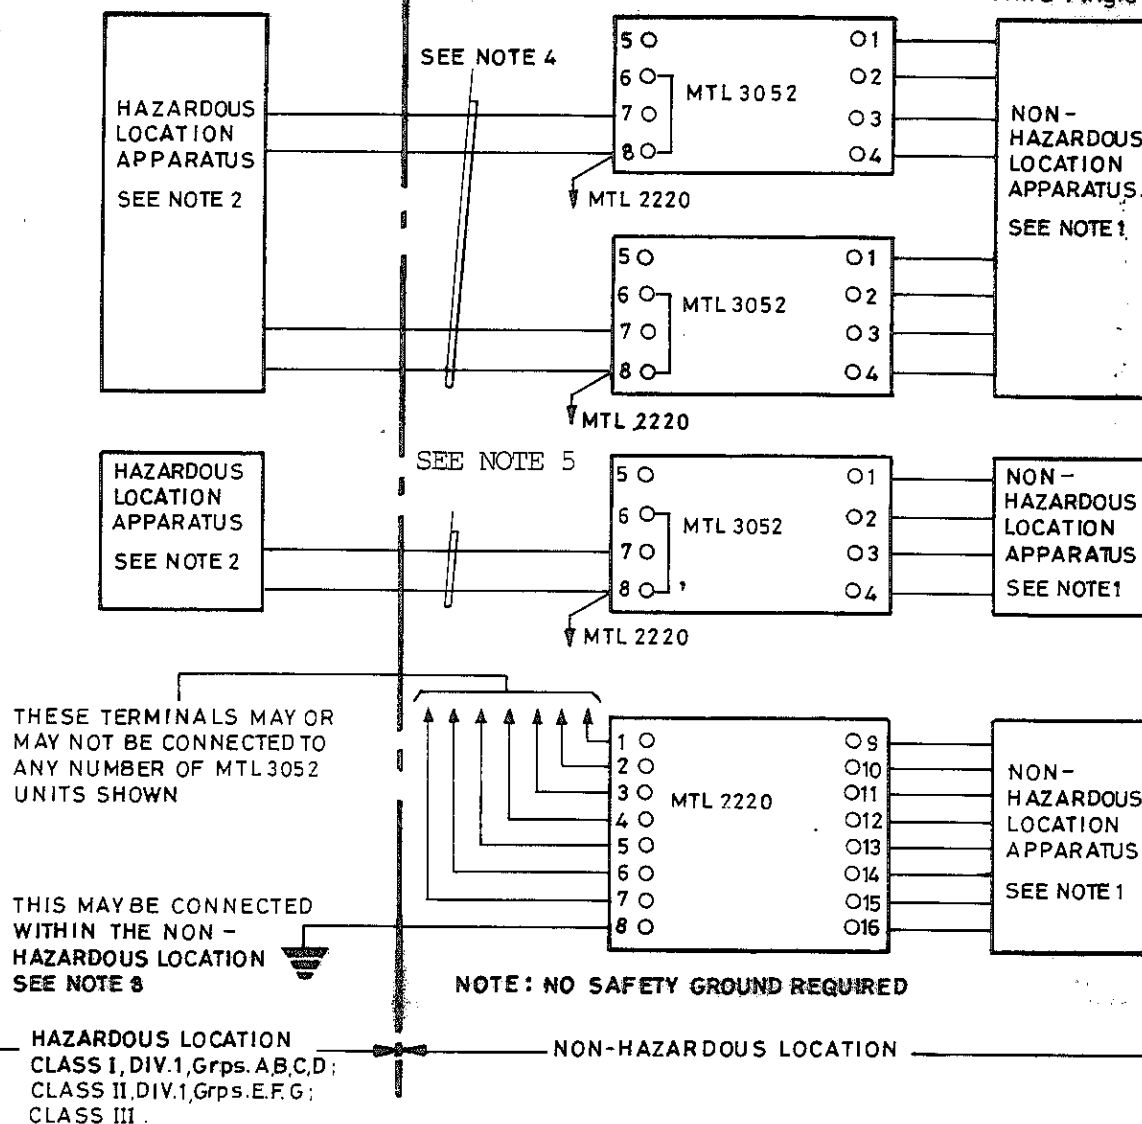 HAZARDOUS
LOCATION
APPARATUS
SEE NOTE 2
SEE NOTE 4
5
6
7
8
MTL 3052
1
2
3
4
MTL 2220
NON-
HAZARDOUS
LOCATION
APPARATUS.
SEE NOTE 1
5
6
7
8
MTL 3052
1
2
3
4
MTL 2220
HAZARDOUS
LOCATION
APPARATUS
SEE NOTE 2
SEE NOTE 5
5
6
7
8
MTL 3052
1
2
3
4
MTL 2220
NON-
HAZARDOUS
LOCATION
APPARATUS
SEE NOTE 1
THESE TERMINALS MAY OR
MAY NOT BE CONNECTED TO
ANY NUMBER OF MTL3052
UNITS SHOWN
1
2
3
4
5
6
7
8
MTL 2220
9
10
11
12
13
14
15
16
NON-
HAZARDOUS
LOCATION
APPARATUS
SEE NOTE 1
THIS MAY BE CONNECTED
WITHIN THE NON-
HAZARDOUS LOCATION
SEE NOTE 8
NOTE: NO SAFETY GROUND REQUIRED
HAZARDOUS LOCATION
CLASS I, DIV.1, Grps. A,B,C,D;
CLASS II, DIV.1, Grps. E.F.G;
CLASS III.
NON-HAZARDOUS LOCATION